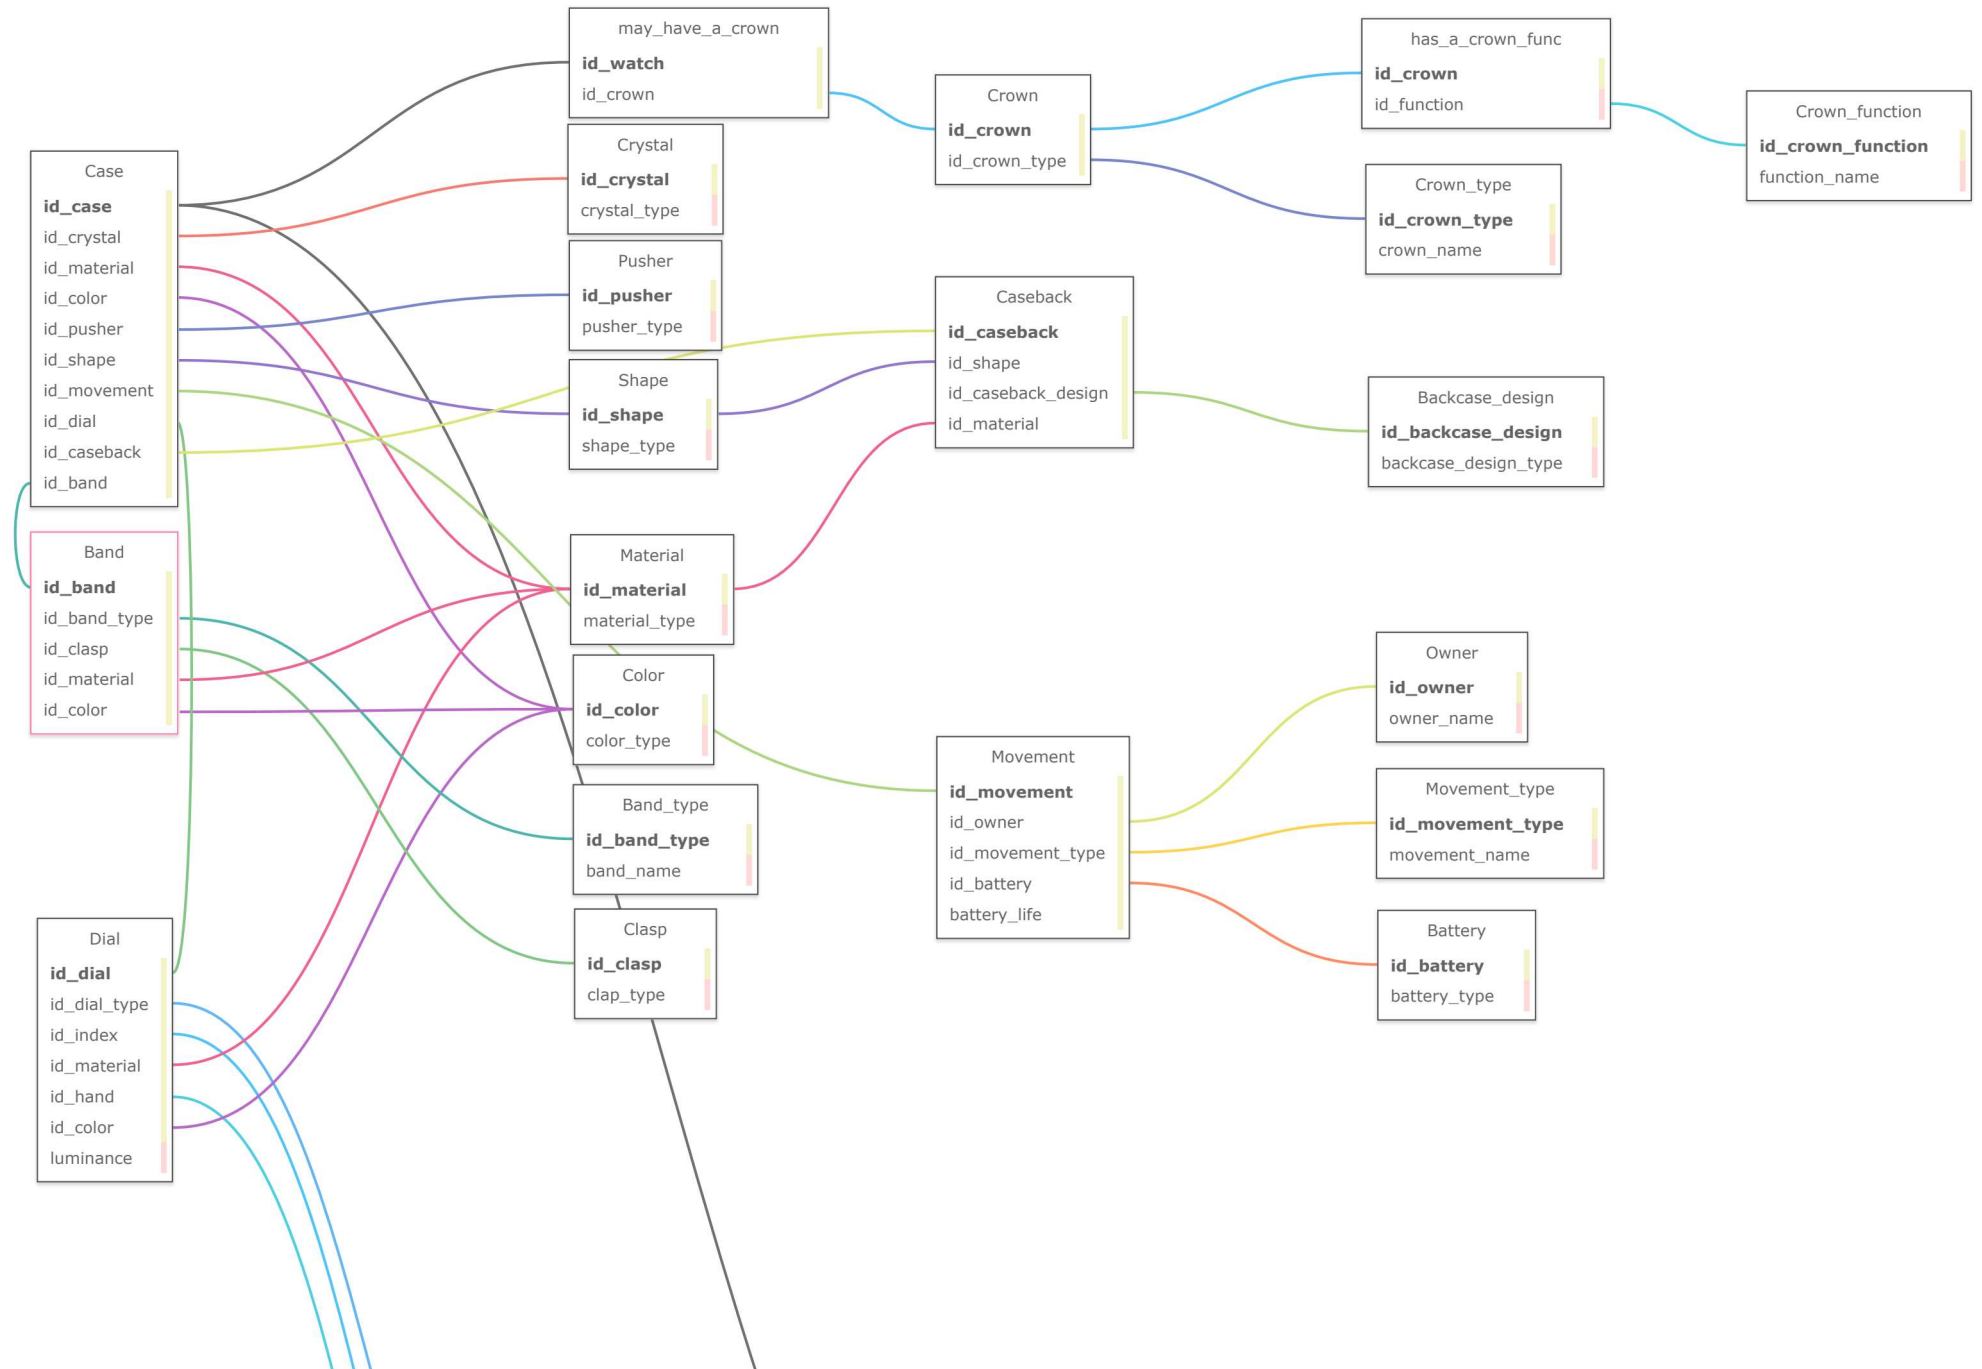 may_have_a_crown
id_watch
id_crown
has_a_crown_func
id_crown
id_function
Crown
id_crown
id_crown_type
Crown_function
id_crown_function
function_name
Crystal
id_crystal
crystal_type
Case
id_case
id_crystal
id_material
id_color
id_pusher
id_shape
id_movement
id_dial
id_caseback
id_band
Crown_type
id_crown_type
crown_name
Pusher
id_pusher
pusher_type
Caseback
id_caseback
id_shape
id_caseback_design
id_material
Shape
id_shape
shape_type
Backcase_design
id_backcase_design
backcase_design_type
Band
id_band
id_band_type
id_clasp
id_material
id_color
Material
id_material
material_type
Color
id_color
color_type
Owner
id_owner
owner_name
Movement
id_movement
id_owner
id_movement_type
id_battery
battery_life
Movement_type
id_movement_type
movement_name
Band_type
id_band_type
band_name
Clasp
id_clasp
clap_type
Battery
id_battery
battery_type
Dial
id_dial
id_dial_type
id_index
id_material
id_hand
id_color
luminance